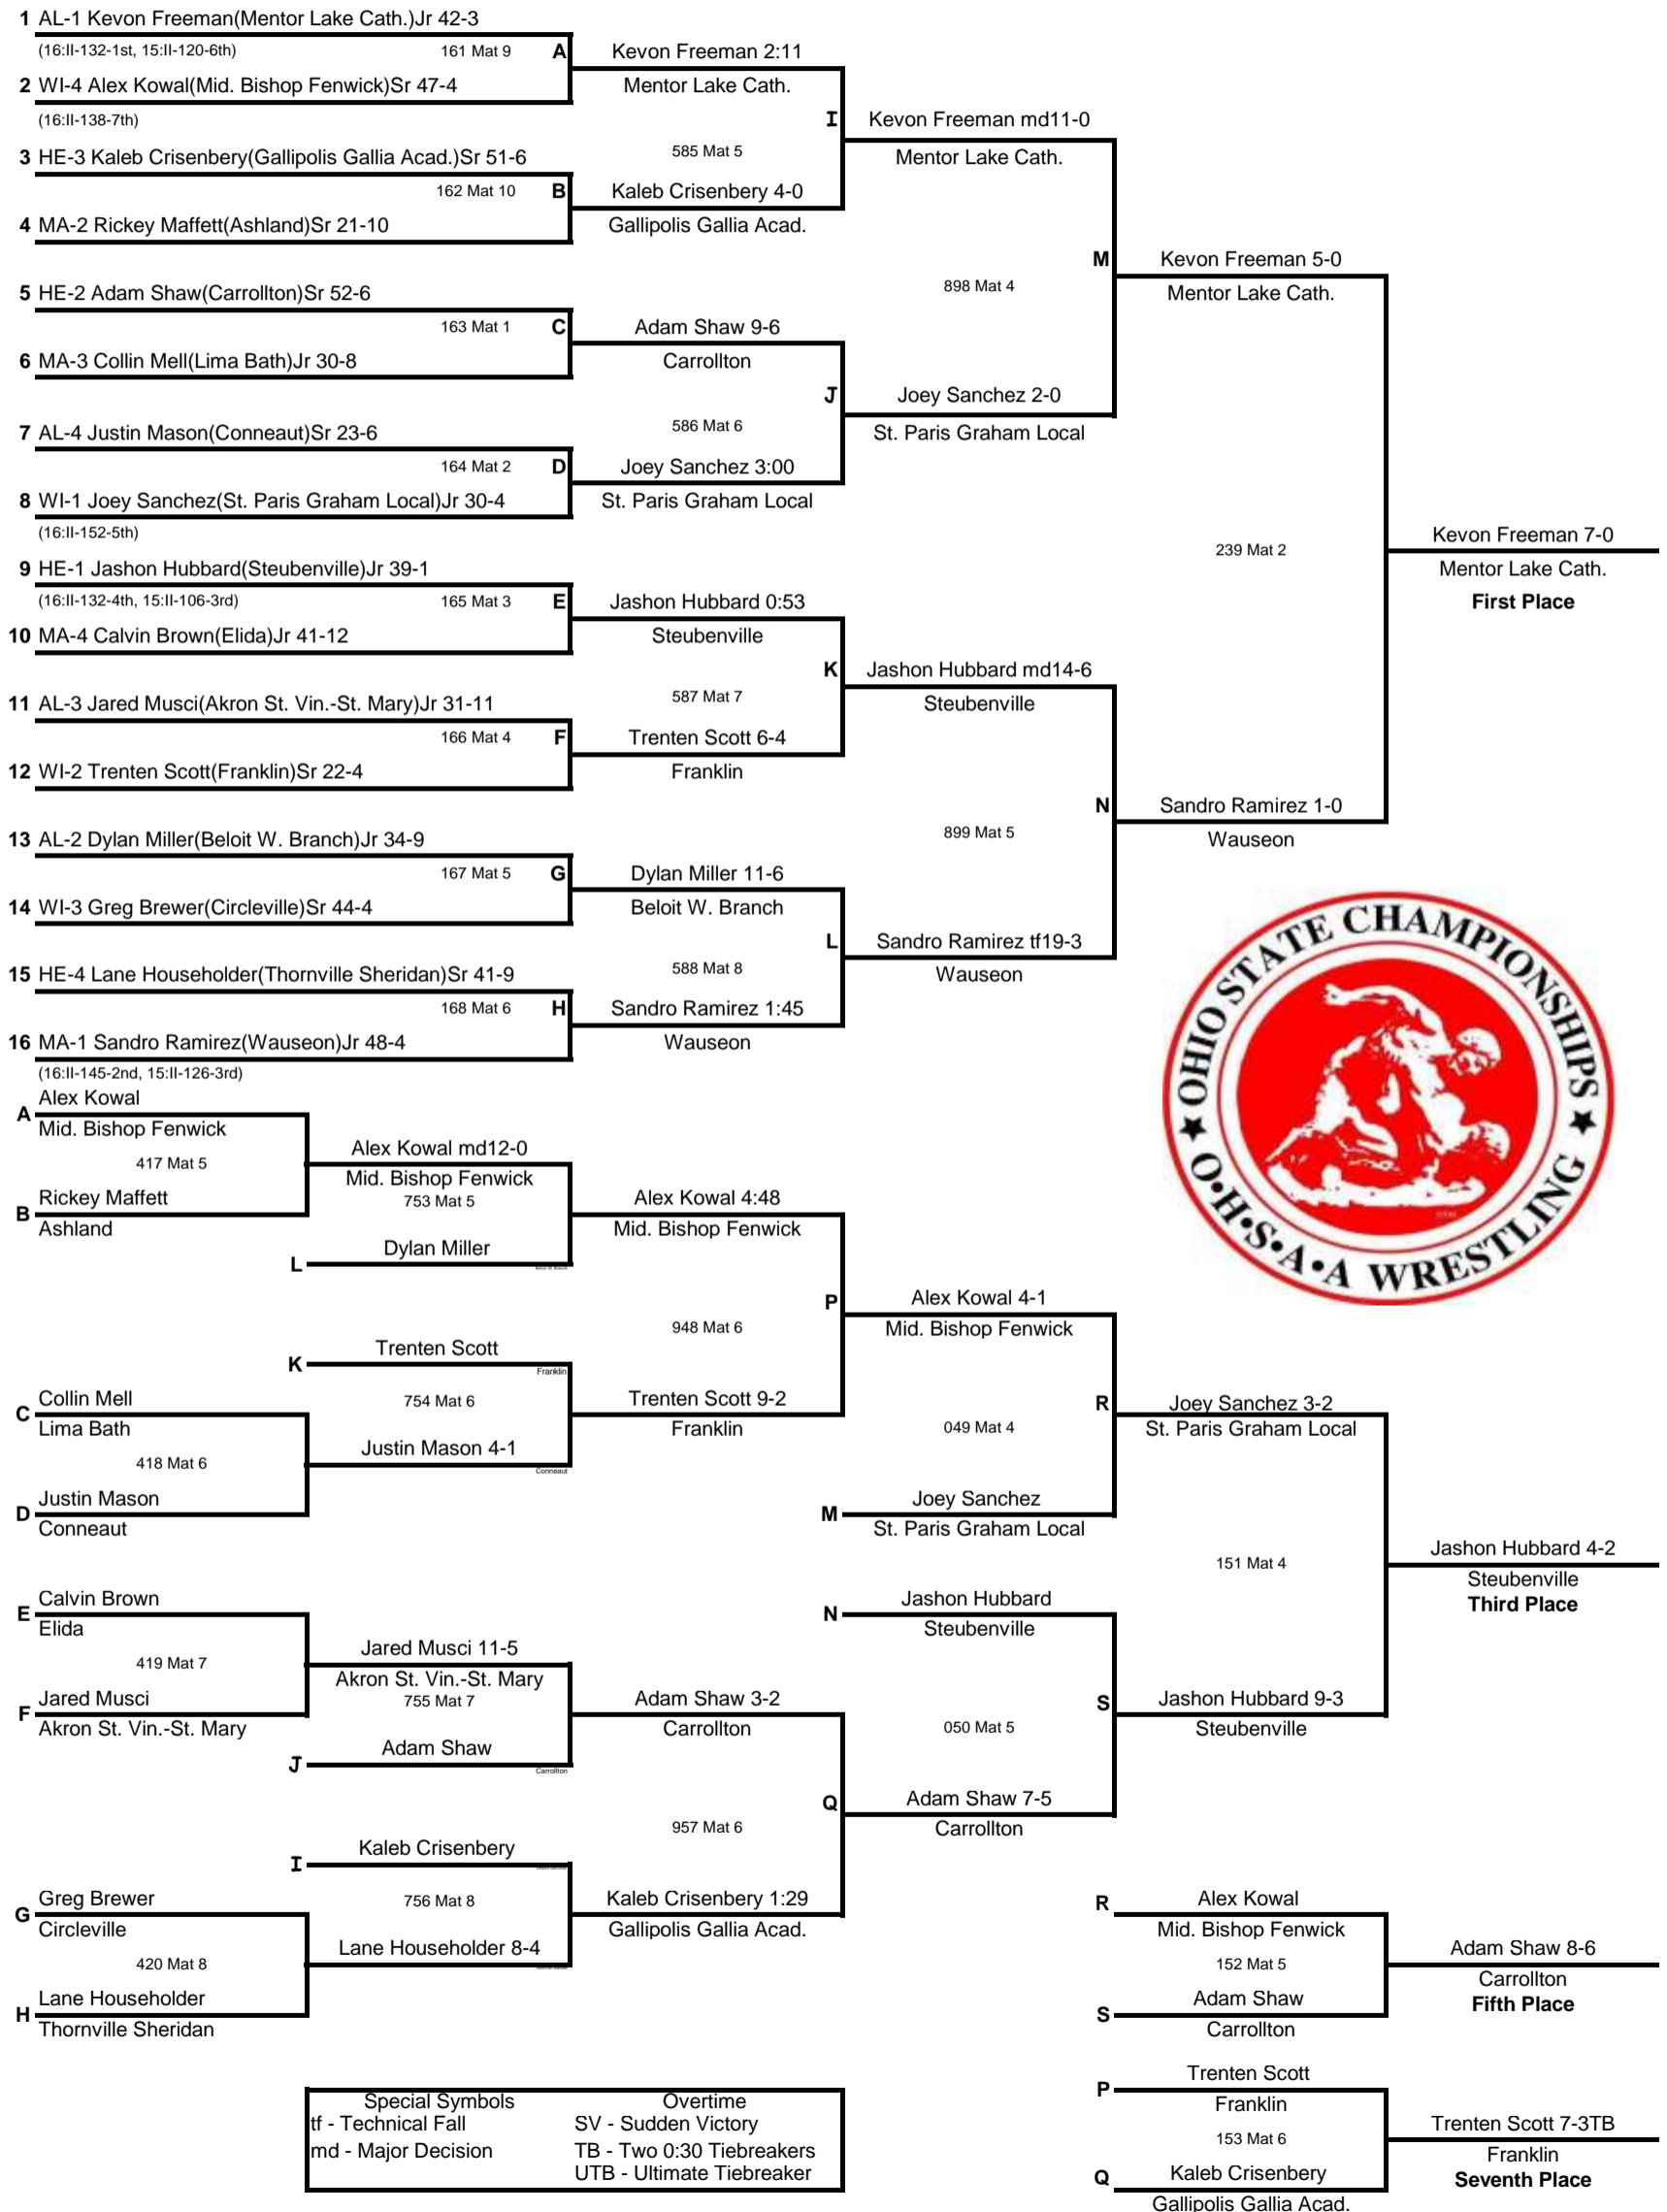 1 AL-1 Kevon Freeman(Mentor Lake Cath.)Jr 42-3
(16:II-132-1st, 15:II-120-6th)
161 Mat 9
A
2 WI-4 Alex Kowal(Mid. Bishop Fenwick)Sr 47-4
(16:II-138-7th)
Kevon Freeman 2:11
Mentor Lake Cath.
3 HE-3 Kaleb Crisenbery(Gallipolis Gallia Acad.)Sr 51-6
162 Mat 10
B
4 MA-2 Rickey Maffett(Ashland)Sr 21-10
585 Mat 5
I
Kaleb Crisenbery 4-0
Gallipolis Gallia Acad.
Kevon Freeman md11-0
Mentor Lake Cath.
5 HE-2 Adam Shaw(Carrollton)Sr 52-6
163 Mat 1
C
6 MA-3 Collin Mell(Lima Bath)Jr 30-8
Adam Shaw 9-6
Carrollton
7 AL-4 Justin Mason(Conneaut)Sr 23-6
164 Mat 2
D
8 WI-1 Joey Sanchez(St. Paris Graham Local)Jr 30-4
(16:II-152-5th)
586 Mat 6
J
Joey Sanchez 3:00
St. Paris Graham Local
898 Mat 4
M
Joey Sanchez 2-0
St. Paris Graham Local
Kevon Freeman 5-0
Mentor Lake Cath.
9 HE-1 Jashon Hubbard(Steubenville)Jr 39-1
(16:II-132-4th, 15:II-106-3rd)
165 Mat 3
E
10 MA-4 Calvin Brown(Elida)Jr 41-12
Jashon Hubbard 0:53
Steubenville
11 AL-3 Jared Musci(Akron St. Vin.-St. Mary)Jr 31-11
166 Mat 4
F
12 WI-2 Trenten Scott(Franklin)Sr 22-4
587 Mat 7
K
Trenten Scott 6-4
Franklin
Jashon Hubbard md14-6
Steubenville
239 Mat 2
Kevon Freeman 7-0
Mentor Lake Cath.
First Place
13 AL-2 Dylan Miller(Beloit W. Branch)Jr 34-9
167 Mat 5
G
14 WI-3 Greg Brewer(Circleville)Sr 44-4
Dylan Miller 11-6
Beloit W. Branch
15 HE-4 Lane Householder(Thornville Sheridan)Sr 41-9
168 Mat 6
H
16 MA-1 Sandro Ramirez(Wauseon)Jr 48-4
(16:II-145-2nd, 15:II-126-3rd)
588 Mat 8
L
Sandro Ramirez 1:45
Wauseon
899 Mat 5
N
Sandro Ramirez tf19-3
Wauseon
Sandro Ramirez 1-0
Wauseon
OHIO STATE CHAMPIONSHIPS
O•H•S•A•A WRESTLING
A
Alex Kowal
Mid. Bishop Fenwick
417 Mat 5
B
Rickey Maffett
Ashland
Alex Kowal md12-0
Mid. Bishop Fenwick
753 Mat 5
L
Dylan Miller
Alex Kowal 4:48
Mid. Bishop Fenwick
K
Trenten Scott
Franklin
C
Collin Mell
Lima Bath
418 Mat 6
D
Justin Mason
Conneaut
754 Mat 6
Justin Mason 4-1
Conneaut
948 Mat 6
P
Trenten Scott 9-2
Franklin
Alex Kowal 4-1
Mid. Bishop Fenwick
049 Mat 4
R
M
Joey Sanchez
St. Paris Graham Local
Joey Sanchez 3-2
St. Paris Graham Local
E
Calvin Brown
Elida
419 Mat 7
F
Jared Musci
Akron St. Vin.-St. Mary
Jared Musci 11-5
Akron St. Vin.-St. Mary
755 Mat 7
J
Adam Shaw
Carrollton
Adam Shaw 3-2
Carrollton
N
Jashon Hubbard
Steubenville
050 Mat 5
S
151 Mat 4
Jashon Hubbard 4-2
Steubenville
Third Place
Jashon Hubbard 9-3
Steubenville
I
Kaleb Crisenbery
G
Greg Brewer
Circleville
420 Mat 8
H
Lane Householder
Thornville Sheridan
756 Mat 8
Lane Householder 8-4
957 Mat 6
Q
Kaleb Crisenbery 1:29
Gallipolis Gallia Acad.
Adam Shaw 7-5
Carrollton
R
Alex Kowal
Mid. Bishop Fenwick
152 Mat 5
S
Adam Shaw
Carrollton
Adam Shaw 8-6
Carrollton
Fifth Place
P
Trenten Scott
Franklin
153 Mat 6
Q
Kaleb Crisenbery
Gallipolis Gallia Acad.
Trenten Scott 7-3TB
Franklin
Seventh Place
Special Symbols Overtime
tf - Technical Fall SV - Sudden Victory
md - Major Decision TB - Two 0:30 Tiebreakers
UTB - Ultimate Tiebreaker